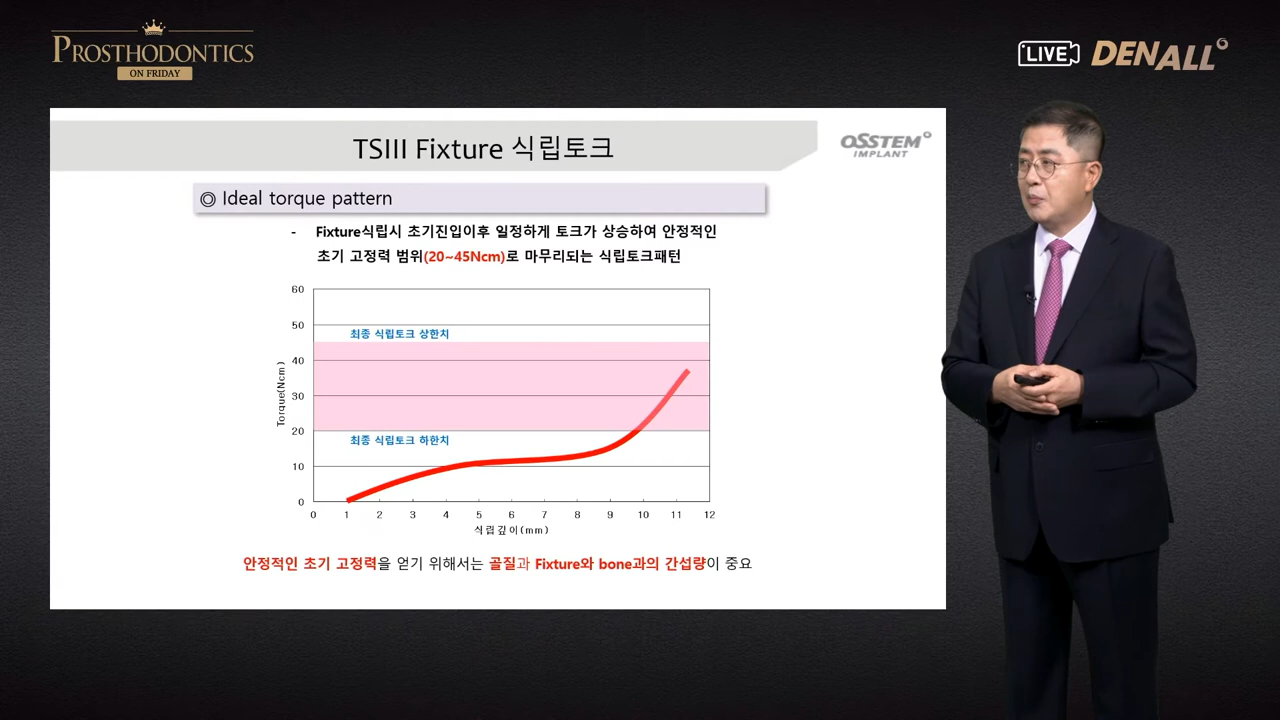 PROSTHODONTICS
ON FRIDAY
LIVE
DENALL
TSIII Fixture 식립토크
OSSTEM
IMPLANT
◎ Ideal torque pattern
- Fixture식립시 초기진입이후 일정하게 토크가 상승하여 안정적인
초기 고정력 범위(20~45Ncm)로 마무리되는 식립토크패턴
60
50
40
30
20
10
0
Torque(Ncm)
최종 식립토크 상한치
최종 식립토크 하한치
0 1 2 3 4 5 6 7 8 9 10 11 12
식립깊이(mm)
안정적인 초기 고정력을 얻기 위해서는 골질과 Fixture와 bone과의 간섭량이 중요